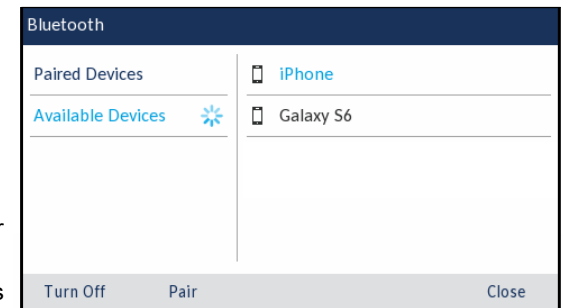 Bluetooth
Paired Devices
iPhone
Available Devices
Galaxy S6
r
s
Turn Off Pair Close